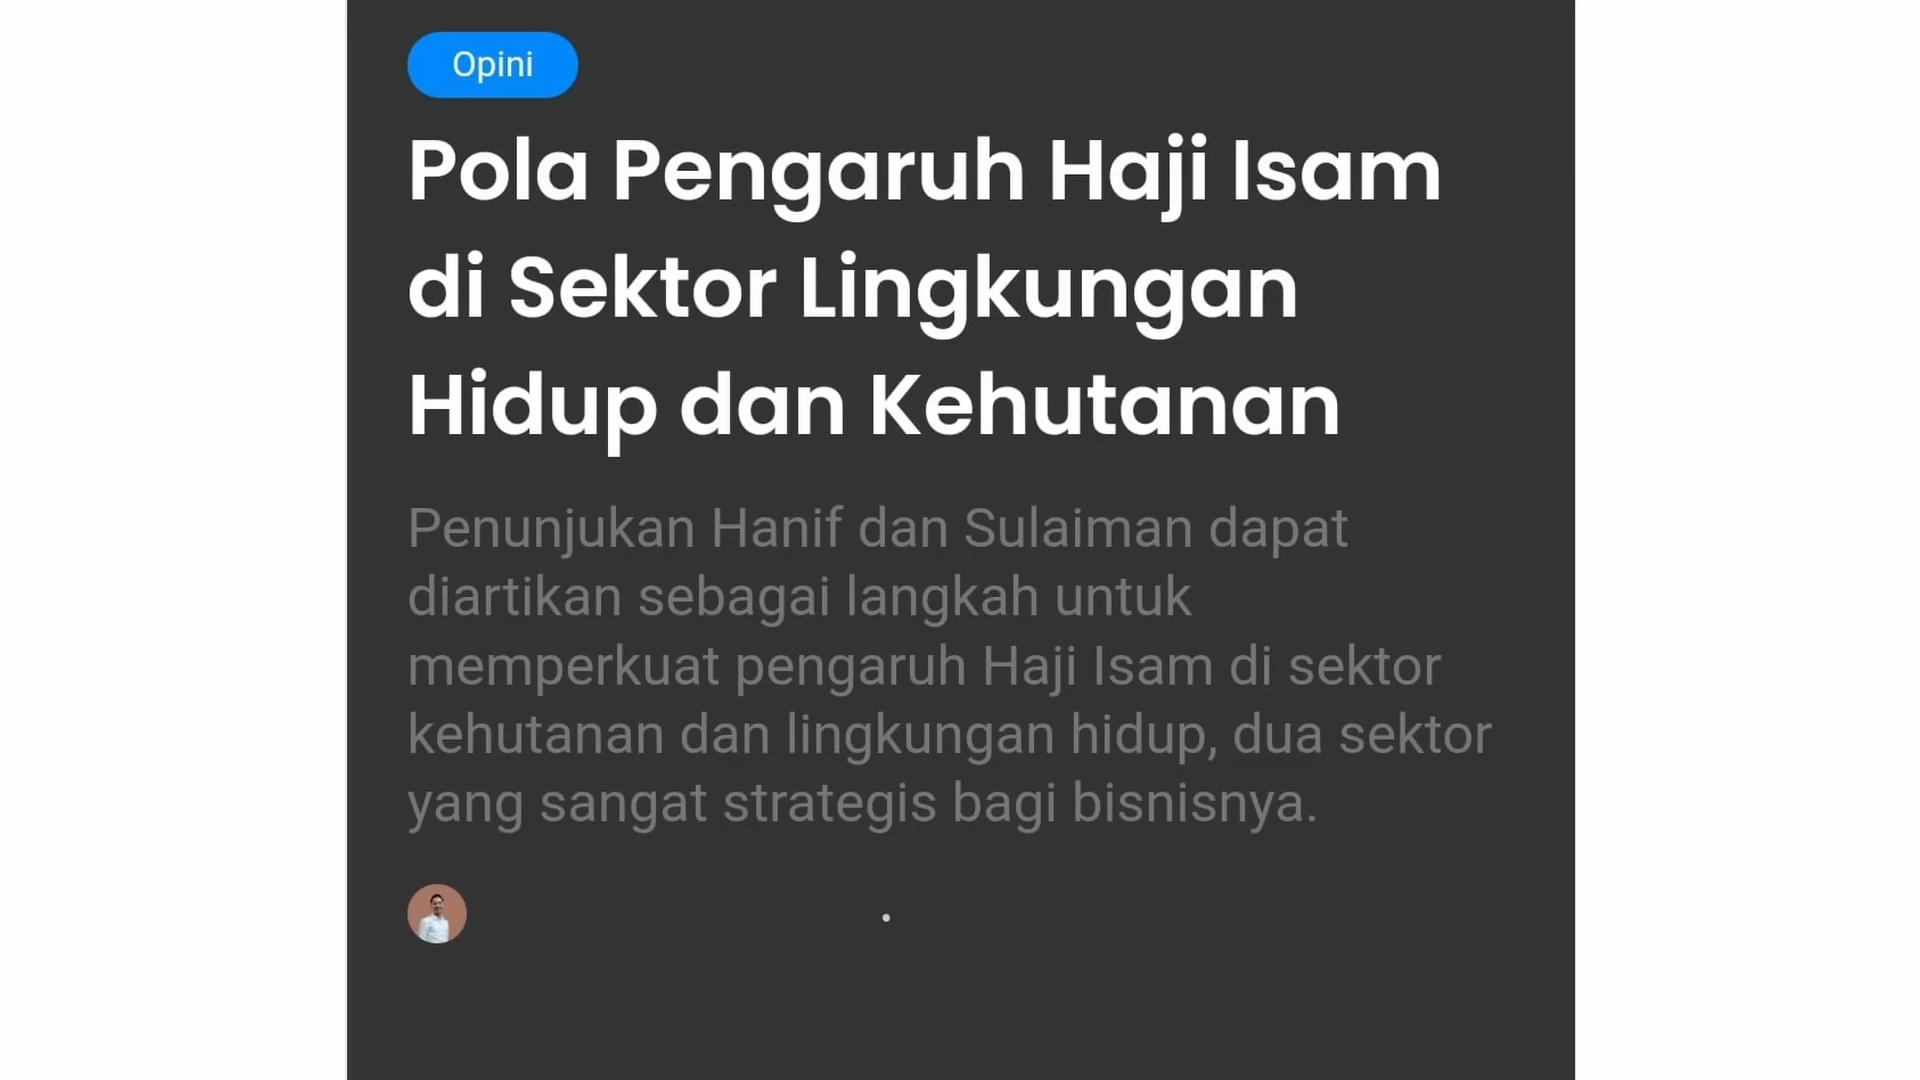 Opini
Pola Pengaruh Haji Isam
di Sektor Lingkungan
Hidup dan Kehutanan
Penunjukan Hanif dan Sulaiman dapat
diartikan sebagai langkah untuk
memperkuat pengaruh Haji Isam di sektor
kehutanan dan lingkungan hidup, dua sektor
yang sangat strategis bagi bisnisnya.